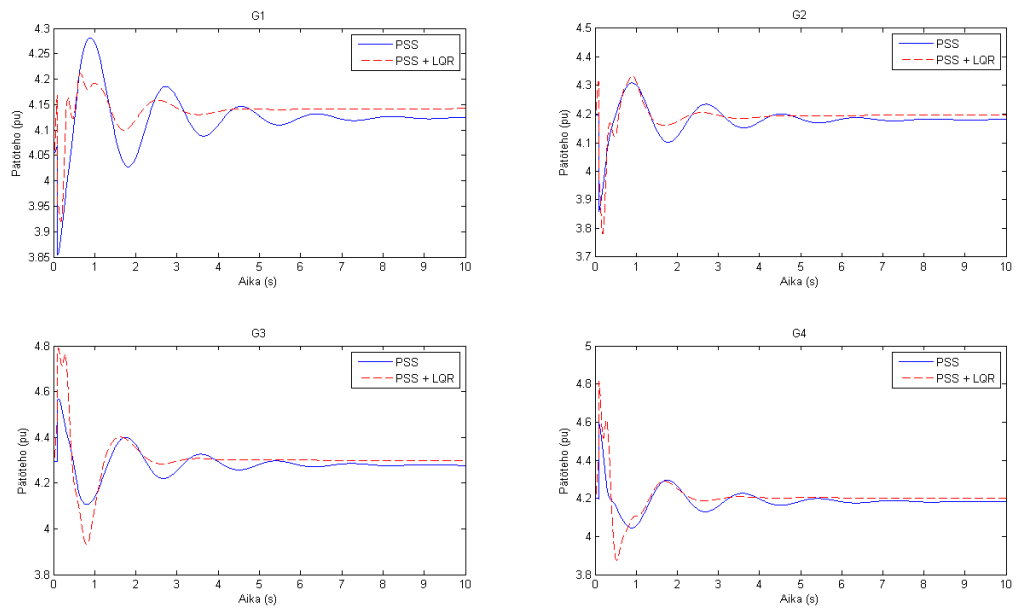 G1
4.3
4.25
4.2
4.15
4.1
4.05
4
3.95
3.9
3.85
Pätöteho (pu)
PSS
PSS + LQR
0 1 2 3 4 5 6 7 8 9 10
Aika (s)
G2
4.5
4.4
4.3
4.2
4.1
4
3.9
3.8
3.7
Pätöteho (pu)
PSS
PSS + LQR
0 1 2 3 4 5 6 7 8 9 10
Aika (s)
G3
4.8
4.6
4.4
4.2
4
3.8
Pätöteho (pu)
PSS
PSS + LQR
0 1 2 3 4 5 6 7 8 9 10
Aika (s)
G4
5
4.8
4.6
4.4
4.2
4
3.8
Pätöteho (pu)
PSS
PSS + LQR
0 1 2 3 4 5 6 7 8 9 10
Aika (s)